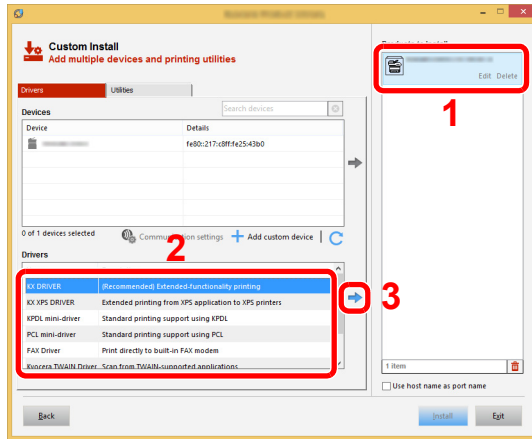 Custom Install
Add multiple devices and printing utilities
Drivers Utilities
Devices Search devices
Device Details
fe80::217:c8ff:fe25:43b0
0 of 1 devices selected Communication settings Add custom device
2
Drivers
KX DRIVER (Recommended) Extended-functionality printing
KX XPS DRIVER Extended printing from XPS application to XPS printers
KPDL mini-driver Standard printing support using KPDL
PCL mini-driver Standard printing support using PCL
FAX Driver Print directly to built-in FAX modem
Kyocera TWAIN Driver Scan from TWAIN-supported applications
3
Edit Delete
1
1 item
Use host name as port name
Back Install Exit